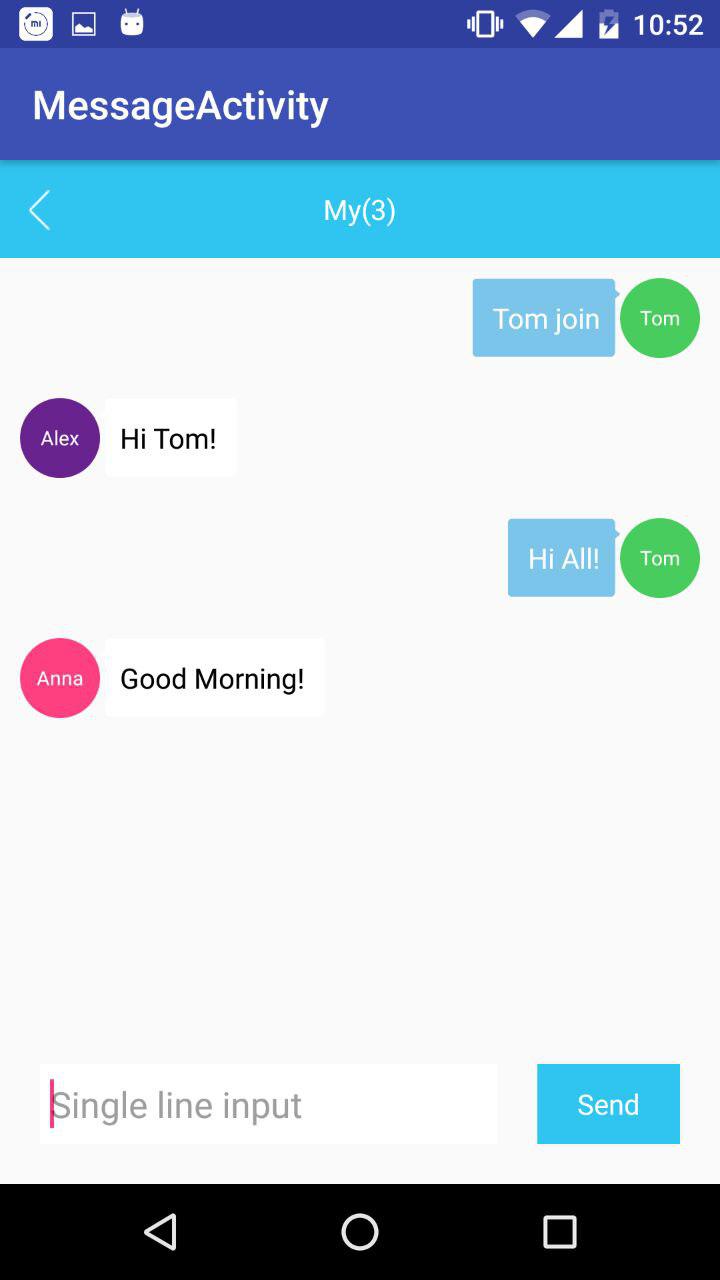 10:52
MessageActivity
My(3)
Tom join
Tom
Alex
Hi Tom!
Hi All!
Tom
Anna
Good Morning!
Single line input
Send